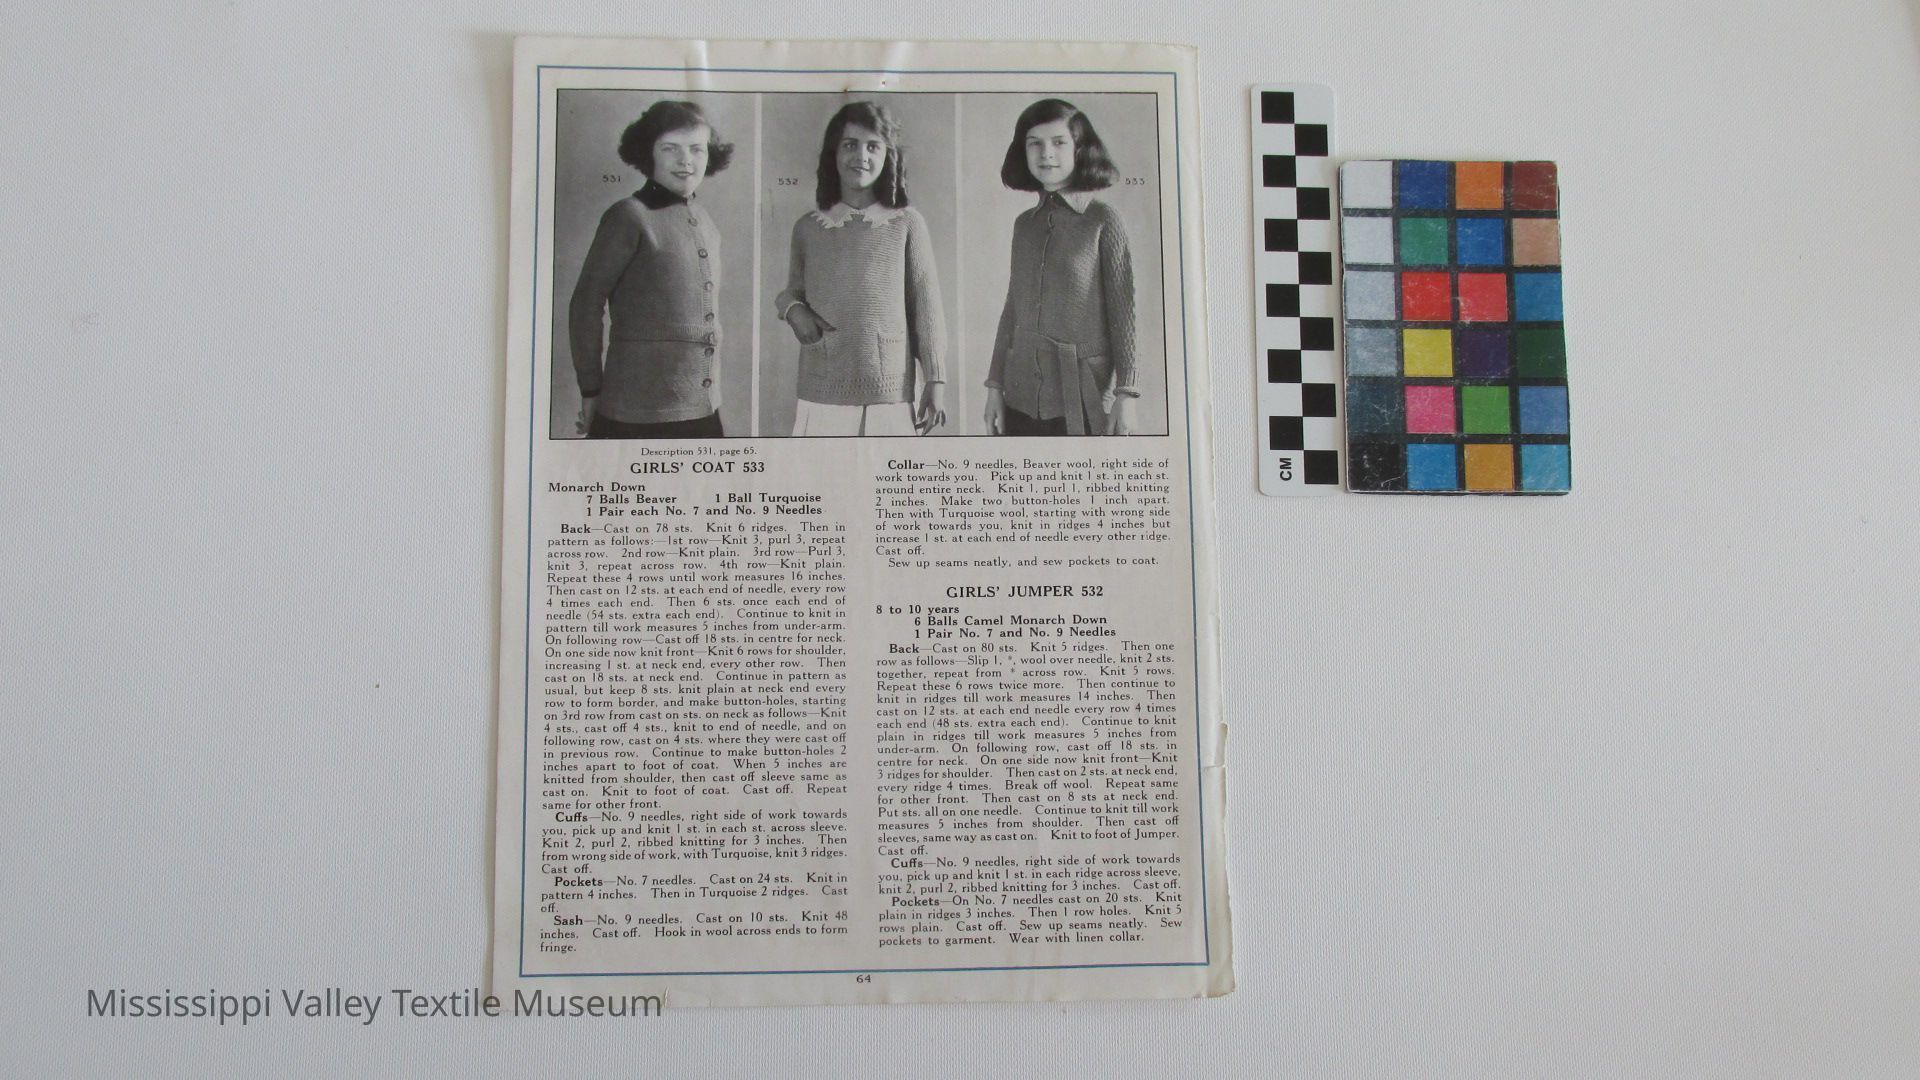 531
532
533
Description 531, page 65.
GIRLS' COAT 533
Monarch Down
7 Balls Beaver 1 Ball Turquoise
1 Pair each No. 7 and No. 9 Needles
Back—Cast on 78 sts. Knit 6 ridges. Then in
pattern as follows:—1st row—Knit 3, purl 3, repeat
across row. 2nd row—Knit plain. 3rd row—Purl 3,
knit 3, repeat across row. 4th row—Knit plain.
Repeat these 4 rows until work measures 16 inches.
Then cast on 12 sts. at each end of needle, every row
4 times each end. Then 6 sts. once each end of
needle (54 sts. extra each end). Continue to knit in
pattern till work measures 5 inches from under-arm.
On following row—Cast off 18 sts. in centre for neck.
On one side now knit front—Knit 6 rows for shoulder,
increasing 1 st. at neck end, every other row. Then
cast on 18 sts. at neck end. Continue in pattern as
usual, but keep 8 sts. knit plain at neck end every
row to form border, and make button-holes, starting
on 3rd row from cast on sts. on neck as follows—Knit
4 sts., cast off 4 sts., knit to end of needle, and on
following row, cast on 4 sts. where they were cast off
in previous row. Continue to make button-holes 2
inches apart to foot of coat. When 5 inches are
knitted from shoulder, then cast off sleeve same as
cast on. Knit to foot of coat. Cast off. Repeat
same for other front.
Cuffs—No. 9 needles, right side of work towards
you, pick up and knit 1 st. in each st. across sleeve.
Knit 2, purl 2, ribbed knitting for 3 inches. Then
from wrong side of work, with Turquoise, knit 3 ridges.
Cast off.
Pockets—No. 7 needles. Cast on 24 sts. Knit in
pattern 4 inches. Then in Turquoise 2 ridges. Cast
off.
Sash—No. 9 needles. Cast on 10 sts. Knit 48
inches. Cast off. Hook in wool across ends to form
fringe.
Collar—No. 9 needles, Beaver wool, right side of
work towards you. Pick up and knit 1 st. in each st.
around entire neck. Knit 1, purl 1, ribbed knitting
2 inches. Make two button-holes 1 inch apart.
Then with Turquoise wool, starting with wrong side
of work towards you, knit in ridges 4 inches but
increase 1 st. at each end of needle every other ridge.
Cast off.
Sew up seams neatly, and sew pockets to coat.
GIRLS' JUMPER 532
8 to 10 years
6 Balls Camel Monarch Down
1 Pair No. 7 and No. 9 Needles
Back—Cast on 80 sts. Knit 5 ridges. Then one
row as follows—Slip 1, *, wool over needle, knit 2 sts.
together, repeat from * across row. Knit 5 rows.
Repeat these 6 rows twice more. Then continue to
knit in ridges till work measures 14 inches. Then
cast on 12 sts. at each end needle every row 4 times
each end (48 sts. extra each end). Continue to knit
plain in ridges till work measures 5 inches from
under-arm. On following row, cast off 18 sts. in
centre for neck. On one side now knit front—Knit
3 ridges for shoulder. Then cast on 2 sts. at neck end,
every ridge 4 times. Break off wool. Repeat same
for other front. Then cast on 8 sts at neck end.
Put sts. all on one needle. Continue to knit till work
measures 5 inches from shoulder. Then cast off
sleeves, same way as cast on. Knit to foot of Jumper.
Cast off.
Cuffs—No. 9 needles, right side of work towards
you, pick up and knit 1 st. in each ridge across sleeve,
knit 2, purl 2, ribbed knitting for 3 inches. Cast off.
Pockets—On No. 7 needles cast on 20 sts. Knit
plain in ridges 3 inches. Then 1 row holes. Knit 5
rows plain. Cast off. Sew up seams neatly. Sew
pockets to garment. Wear with linen collar.
64
CM
Mississippi Valley Textile Museum